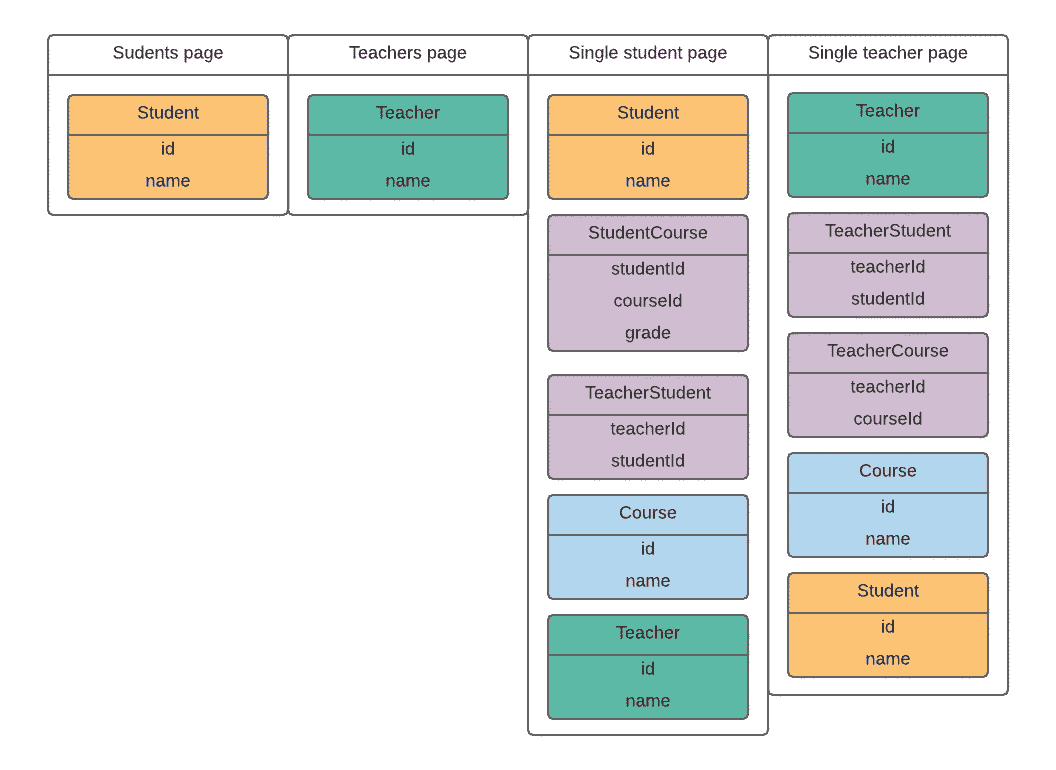 Sudents page
Student
id
name
Teachers page
Teacher
id
name
Single student page
Student
id
name
StudentCourse
studentId
courseId
grade
TeacherStudent
teacherId
studentId
Course
id
name
Teacher
id
name
Single teacher page
Teacher
id
name
TeacherStudent
teacherId
studentId
TeacherCourse
teacherId
courseId
Course
id
name
Student
id
name